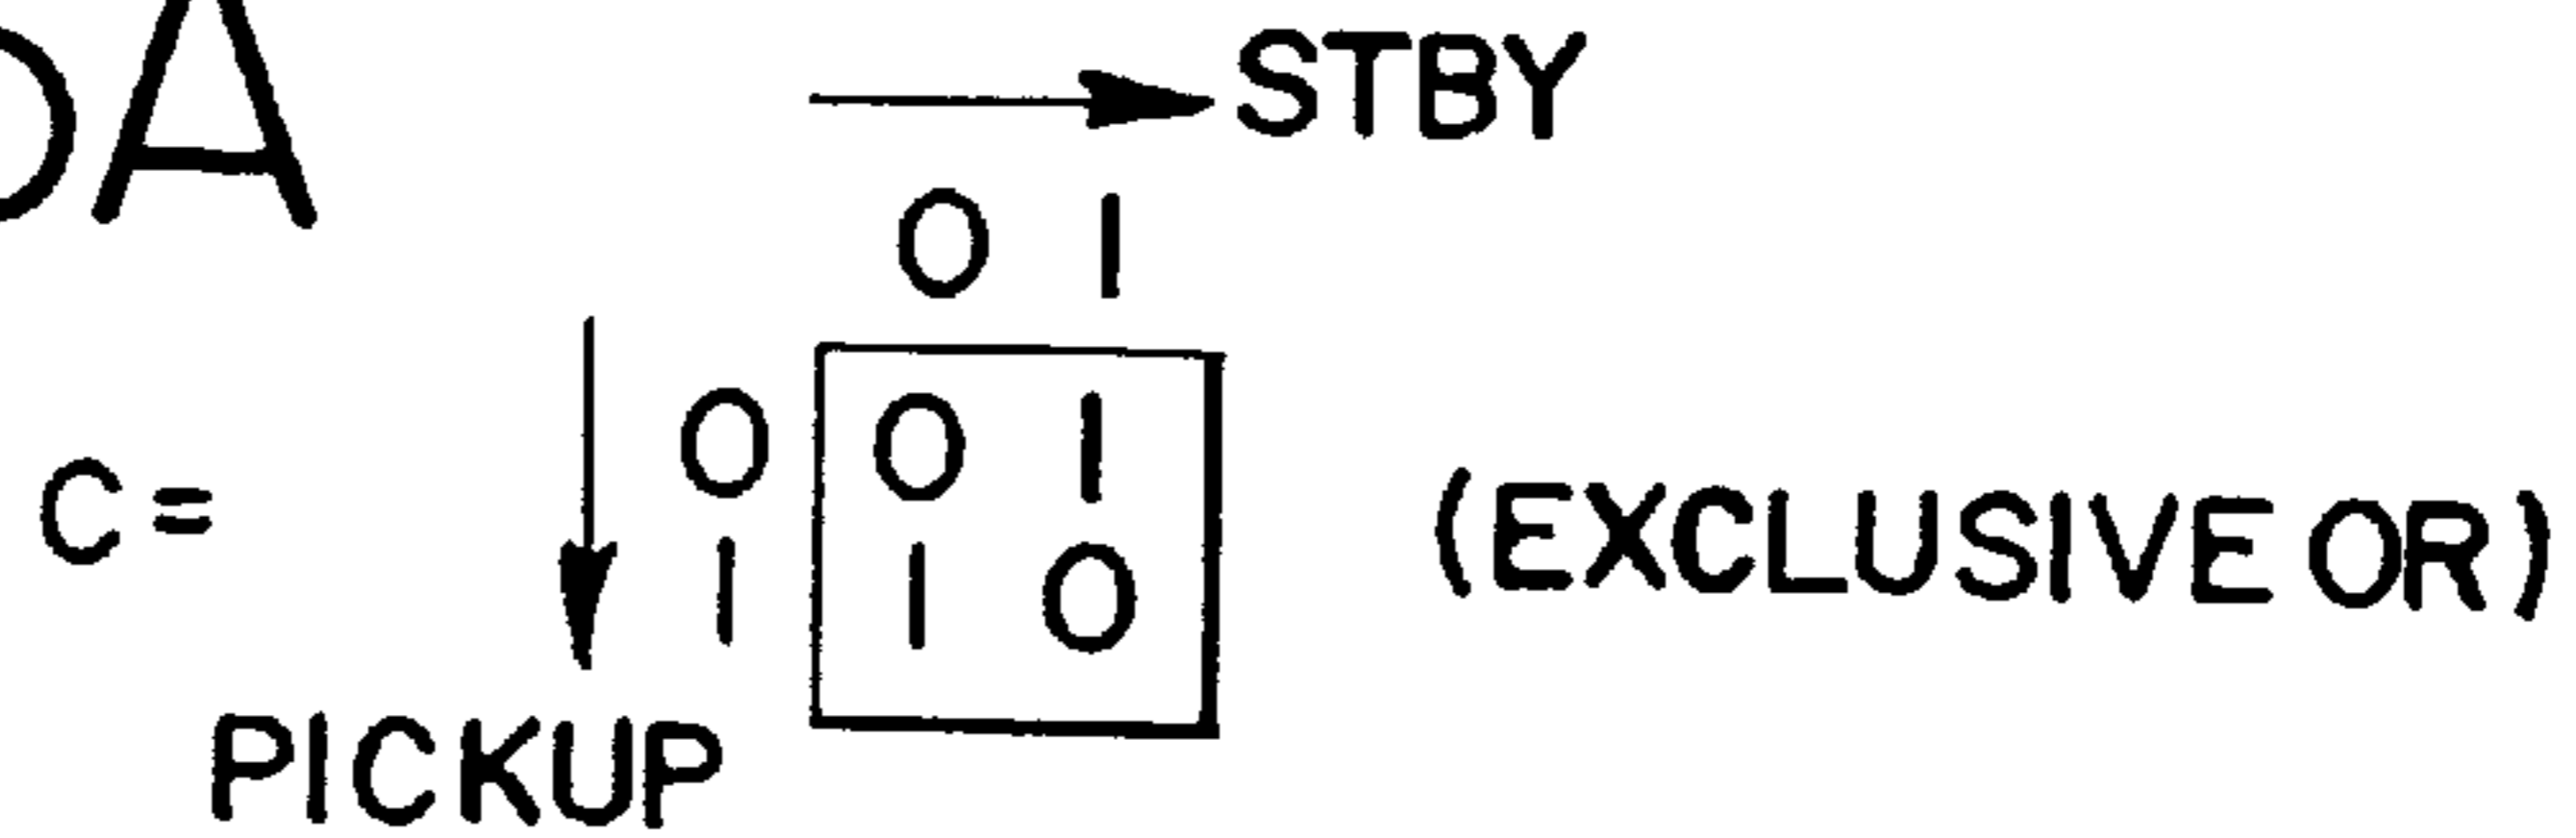 A
STBY
0 1
0 0 1
C= (EXCLUSIVE OR)
1 1 0
PICKUP